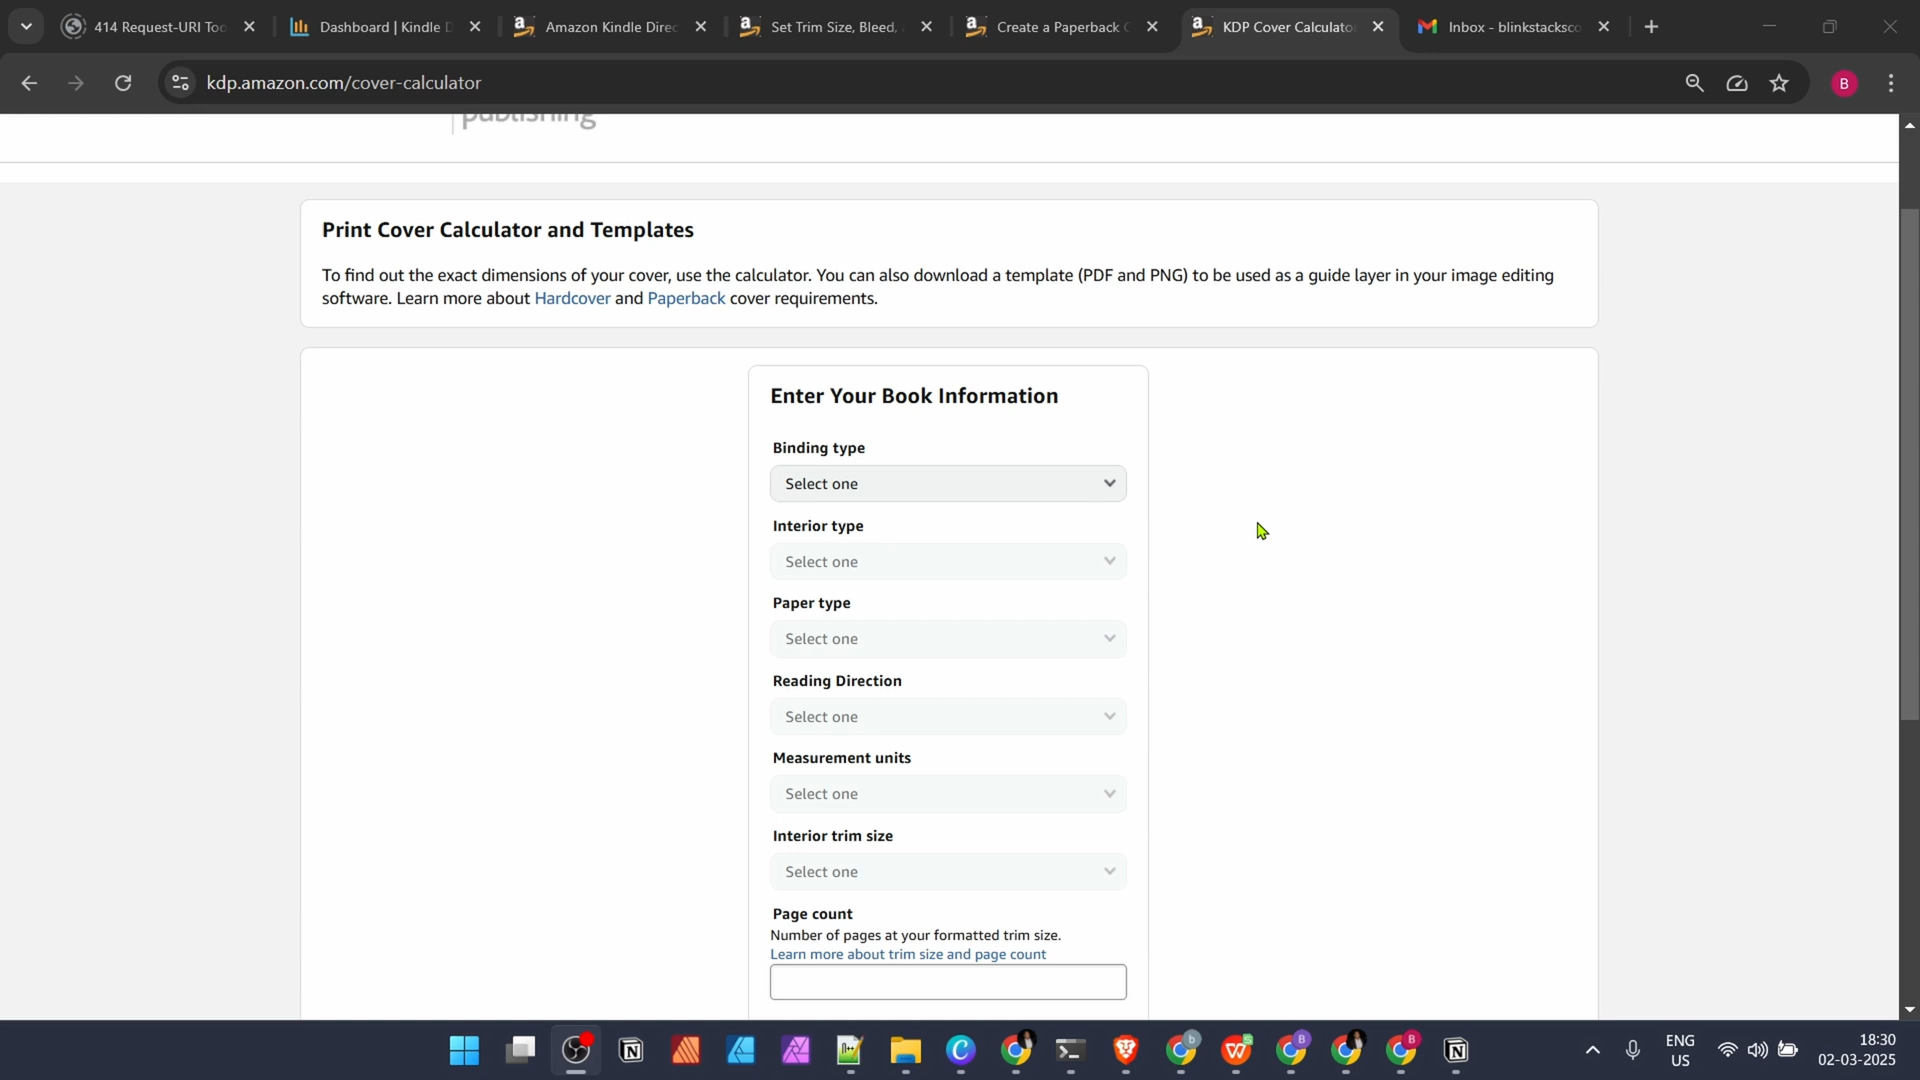 414 Request-URI Too
Dashboard | Kindle D
Amazon Kindle Direc
Set Trim Size, Bleed,
Create a Paperback C
KDP Cover Calculator
Inbox - blinkstacksco
kdp.amazon.com/cover-calculator
B
publishing
Print Cover Calculator and Templates
To find out the exact dimensions of your cover, use the calculator. You can also download a template (PDF and PNG) to be used as a guide layer in your image editing
software. Learn more about Hardcover and Paperback cover requirements.
Enter Your Book Information
Binding type
Select one
Interior type
Select one
Paper type
Select one
Reading Direction
Select one
Measurement units
Select one
Interior trim size
Select one
Page count
Number of pages at your formatted trim size.
Learn more about trim size and page count
ENG
US
18:30
02-03-2025